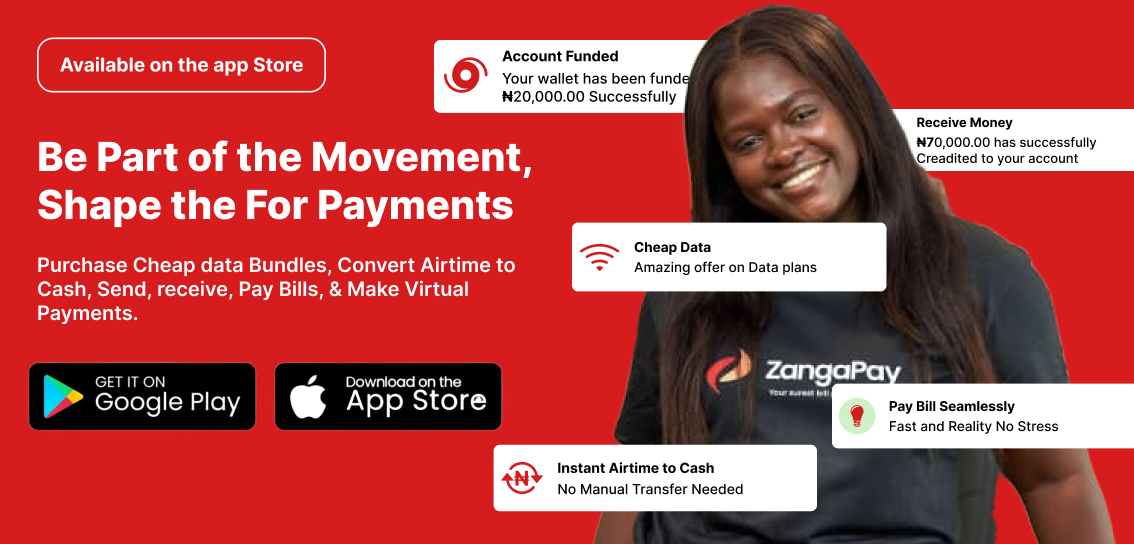 Available on the app Store
Be Part of the Movement,
Shape the For Payments
Purchase Cheap data Bundles, Convert Airtime to
Cash, Send, receive, Pay Bills, & Make Virtual
Payments.
GET IT ON
Google Play
Download on the
App Store
Account Funded
Your wallet has been funde
₦20,000.00 Successfully
Receive Money
₦70,000.00 has successfully
Creadited to your account
Cheap Data
Amazing offer on Data plans
ZangaPay
Your surest bill
Pay Bill Seamlessly
Fast and Reality No Stress
Instant Airtime to Cash
No Manual Transfer Needed